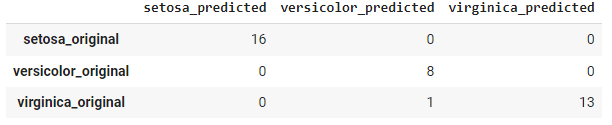 setosa_predicted versicolor_predicted virginica_predicted
setosa_original 16 0 0
versicolor_original 0 8 0
virginica_original 0 1 13